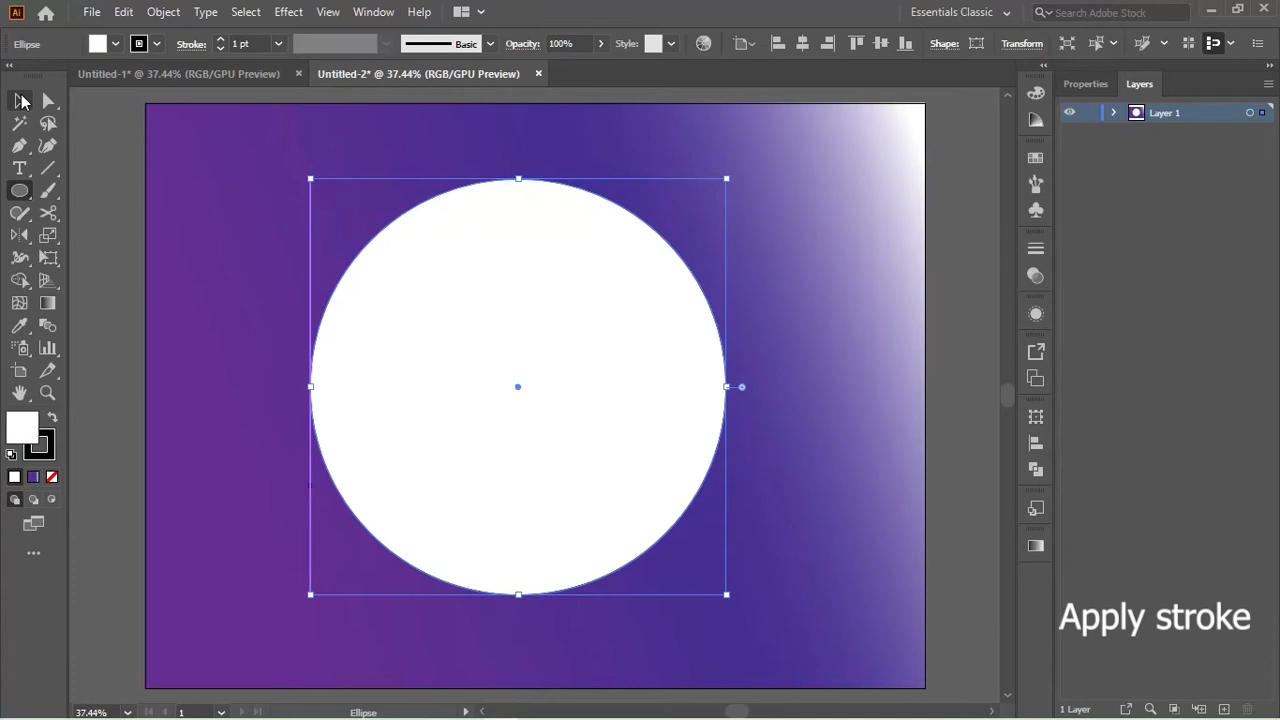 Ai File Edit Object Type Select Effect View Window Help Essentials Classic Search Adobe Stock
Ellipse Stroke: 1 pt Basic Opacity: 100% Style: Shape: Transform
Untitled-1* @ 37.44% (RGB/GPU Preview) Untitled-2* @ 37.44% (RGB/GPU Preview)
Properties Layers
Layer 1
Apply stroke
37.44% 1 Ellipse 1 Layer